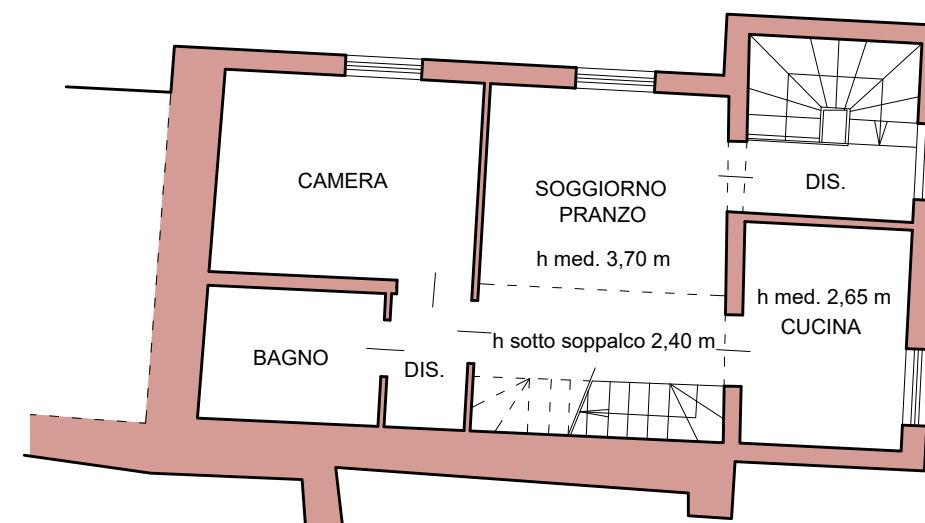 CAMERA
SOGGIORNO
PRANZO
h med. 3,70 m
DIS.
h med. 2,65 m
CUCINA
h sotto soppalco 2,40 m
BAGNO
DIS.